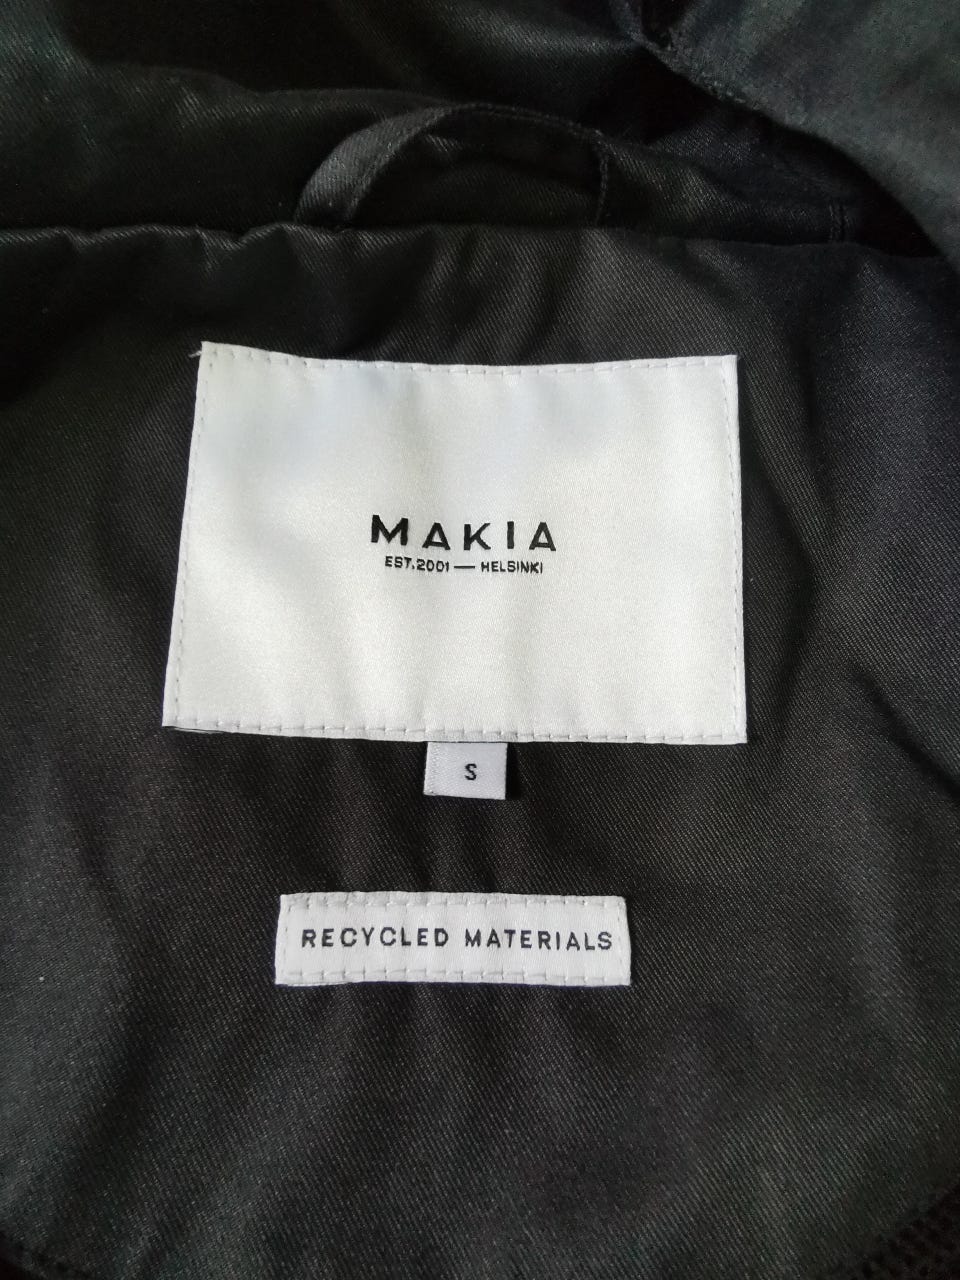 MAKIA
EST.2001 — HELSINKI
S
RECYCLED MATERIALS